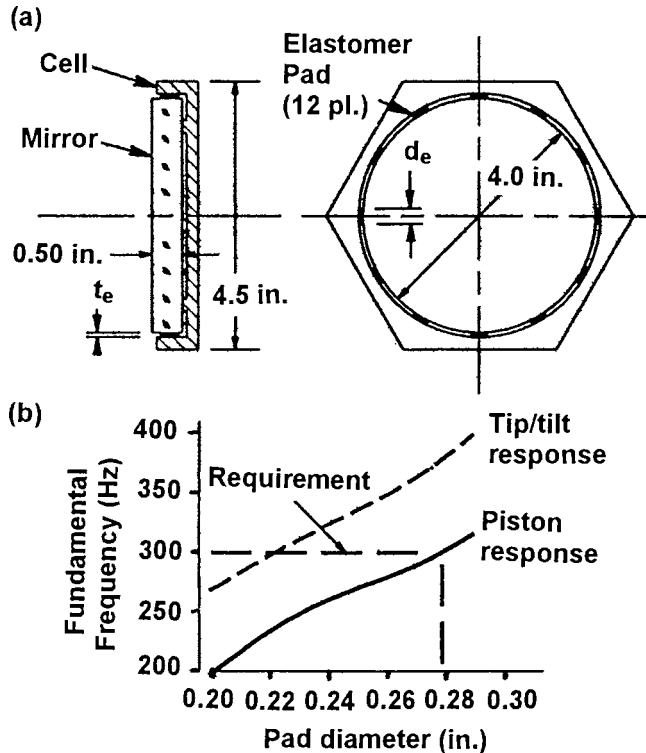 (a)
Cell
Mirror
0.50 in.
te
4.5 in.
Elastomer
Pad
(12 pl.)
de
4.0 in.
(b)
400
350
300
250
200
Fundamental
Frequency (Hz)
Requirement
Tip/tilt
response
Piston
response
0.20 0.22 0.24 0.26 0.28 0.30
Pad diameter (in.)